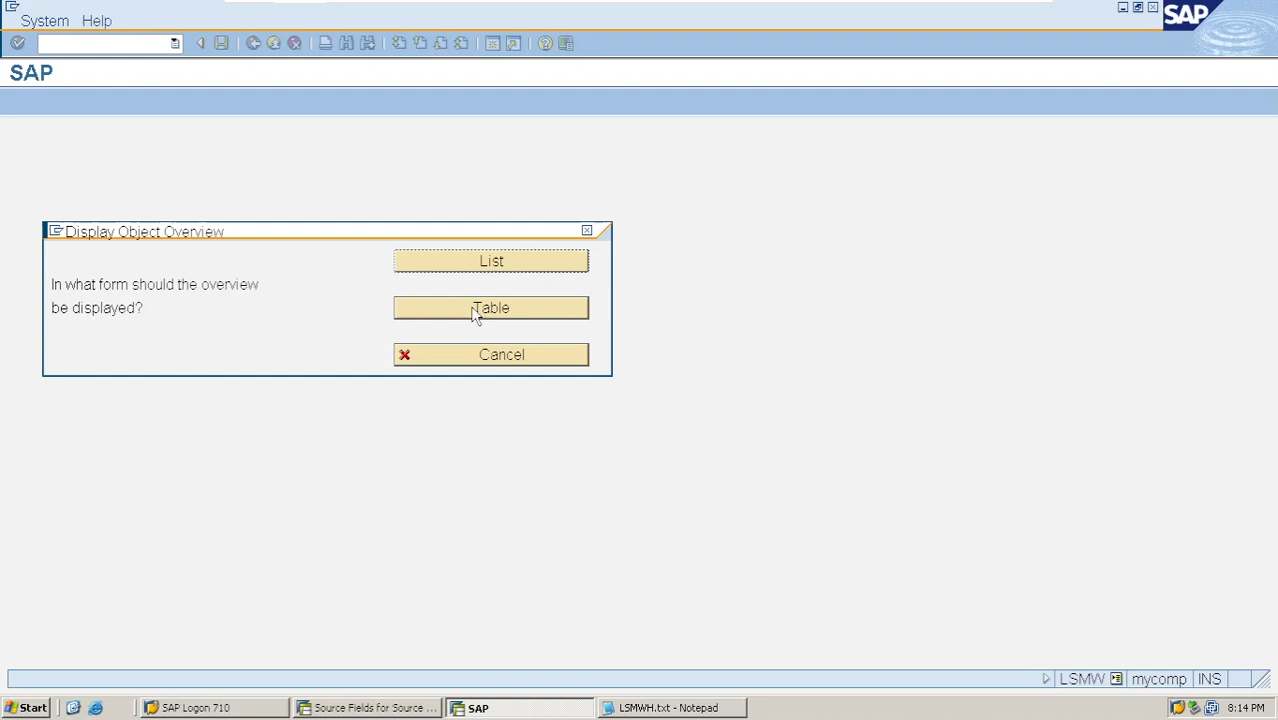 System Help
SAP
SAP
Display Object Overview
List
In what form should the overview
be displayed?
Table
Cancel
LSMW mycomp INS
Start SAP Logon 710 Source Fields for Source ... SAP LSMWH.txt - Notepad 8:14 PM